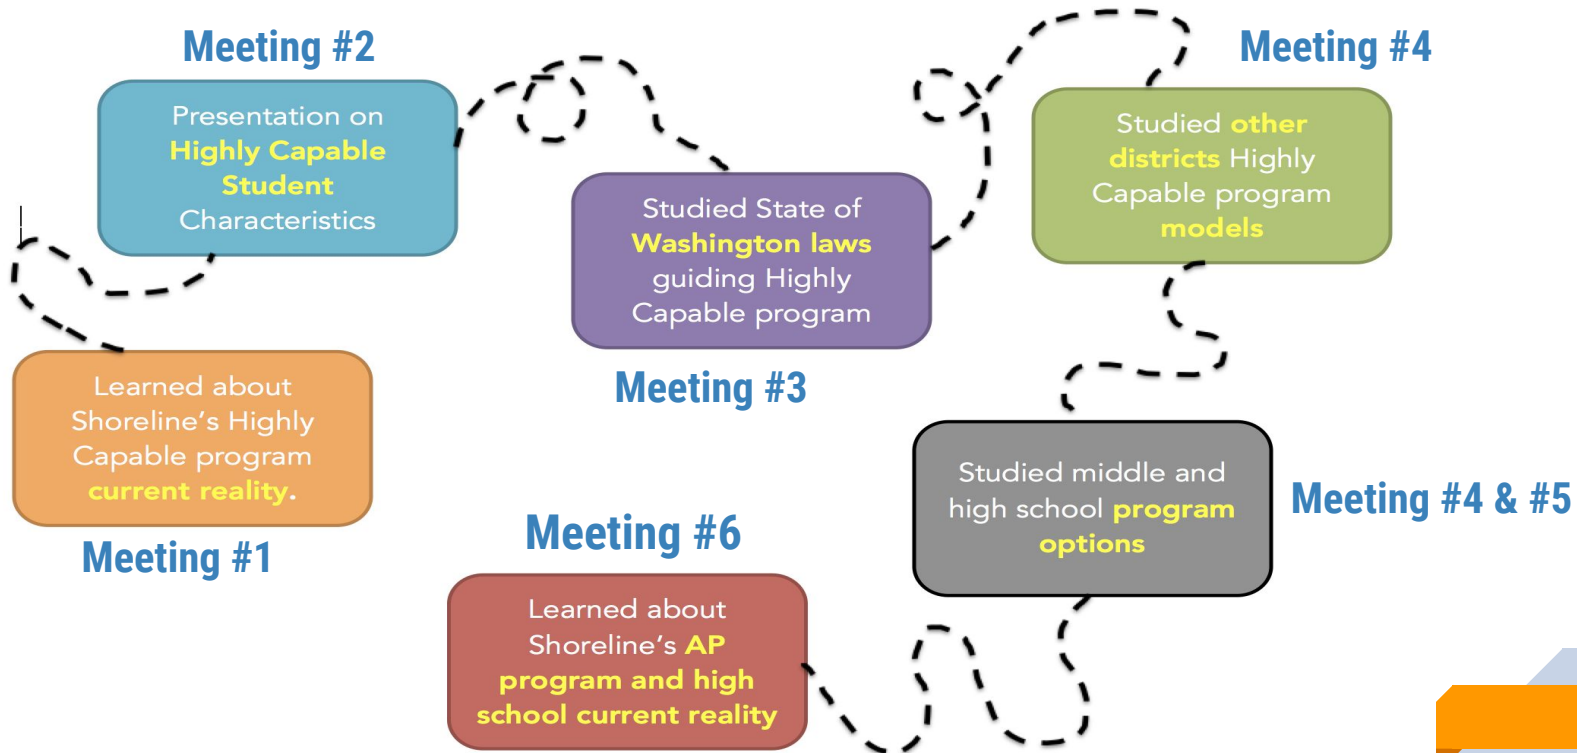 Meeting #2
Presentation on
Highly Capable
Student
Characteristics
Learned about
Shoreline’s Highly
Capable program
current reality.
Meeting #1
Studied State of
Washington laws
guiding Highly
Capable program
Meeting #3
Meeting #4
Studied other
districts Highly
Capable program
models
Studied middle and
high school program
options
Meeting #4 & #5
Meeting #6
Learned about
Shoreline’s AP
program and high
school current reality